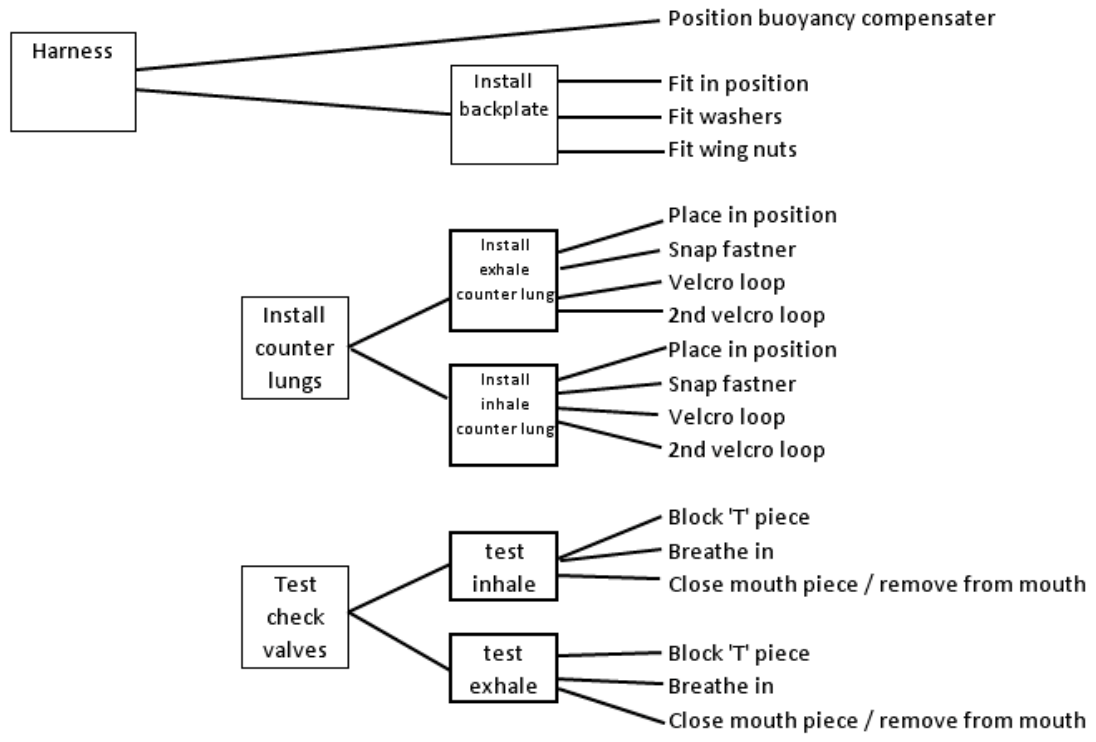 Position buoyancy compensater
Harness
Install
backplate
Fit in position
Fit washers
Fit wing nuts
Install
counter
lungs
Install
exhale
counter lung
Place in position
Snap fastner
Velcro loop
2nd velcro loop
Install
inhale
counter lung
Place in position
Snap fastner
Velcro loop
2nd velcro loop
Test
check
valves
test
inhale
Block 'T' piece
Breathe in
Close mouth piece / remove from mouth
test
exhale
Block 'T' piece
Breathe in
Close mouth piece / remove from mouth